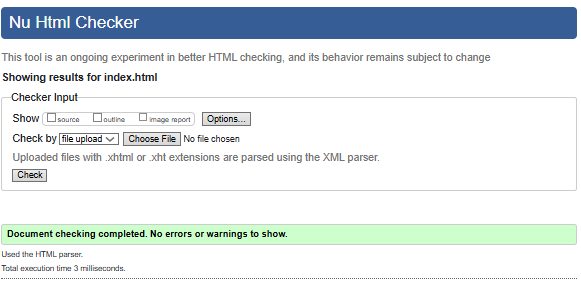 Nu Html Checker
This tool is an ongoing experiment in better HTML checking, and its behavior remains subject to change
Showing results for index.html
Checker Input
Show source outline image report Options...
Check by file upload Choose File No file chosen
Uploaded files with .xhtml or .xht extensions are parsed using the XML parser.
Check
Document checking completed. No errors or warnings to show.
Used the HTML parser.
Total execution time 3 milliseconds.